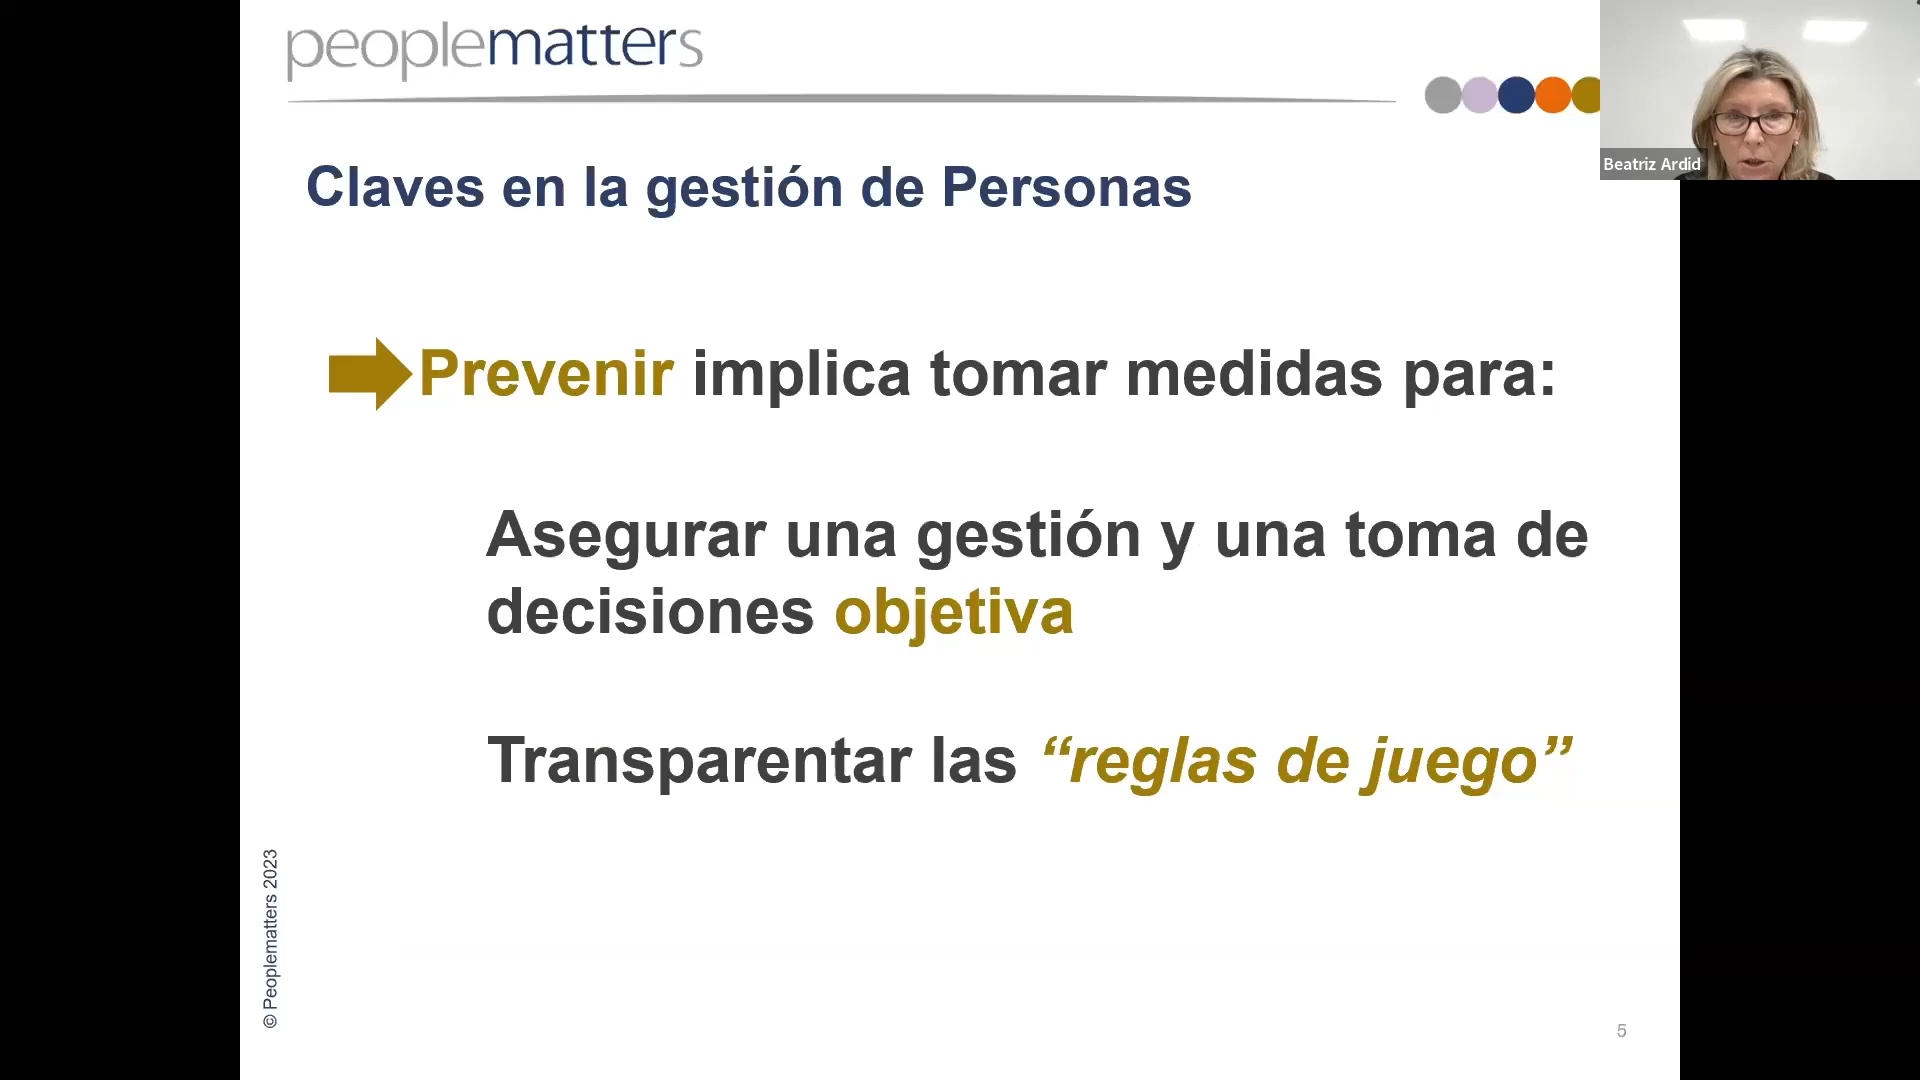 peoplematters
Beatriz Ardid
Claves en la gestión de Personas
Prevenir implica tomar medidas para:
Asegurar una gestión y una toma de
decisiones objetiva
Transparentar las “reglas de juego”
© Peoplematters 2023
5